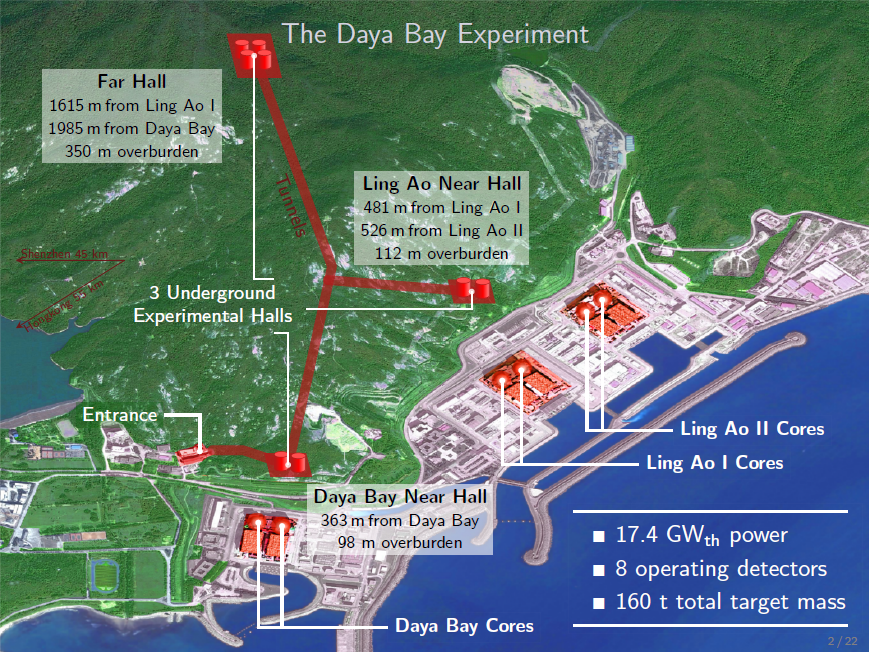 The Daya Bay Experiment
Far Hall
1615 m from Ling Ao I
1985 m from Daya Bay
350 m overburden
Tunnels
Ling Ao Near Hall
481 m from Ling Ao I
526 m from Ling Ao II
112 m overburden
Shenzhen 45 km
Hongkong 55 km
3 Underground
Experimental Halls
Entrance
Ling Ao II Cores
Ling Ao I Cores
Daya Bay Near Hall
363 m from Daya Bay
98 m overburden
■ 17.4 GWth power
■ 8 operating detectors
■ 160 t total target mass
Daya Bay Cores
2 / 22